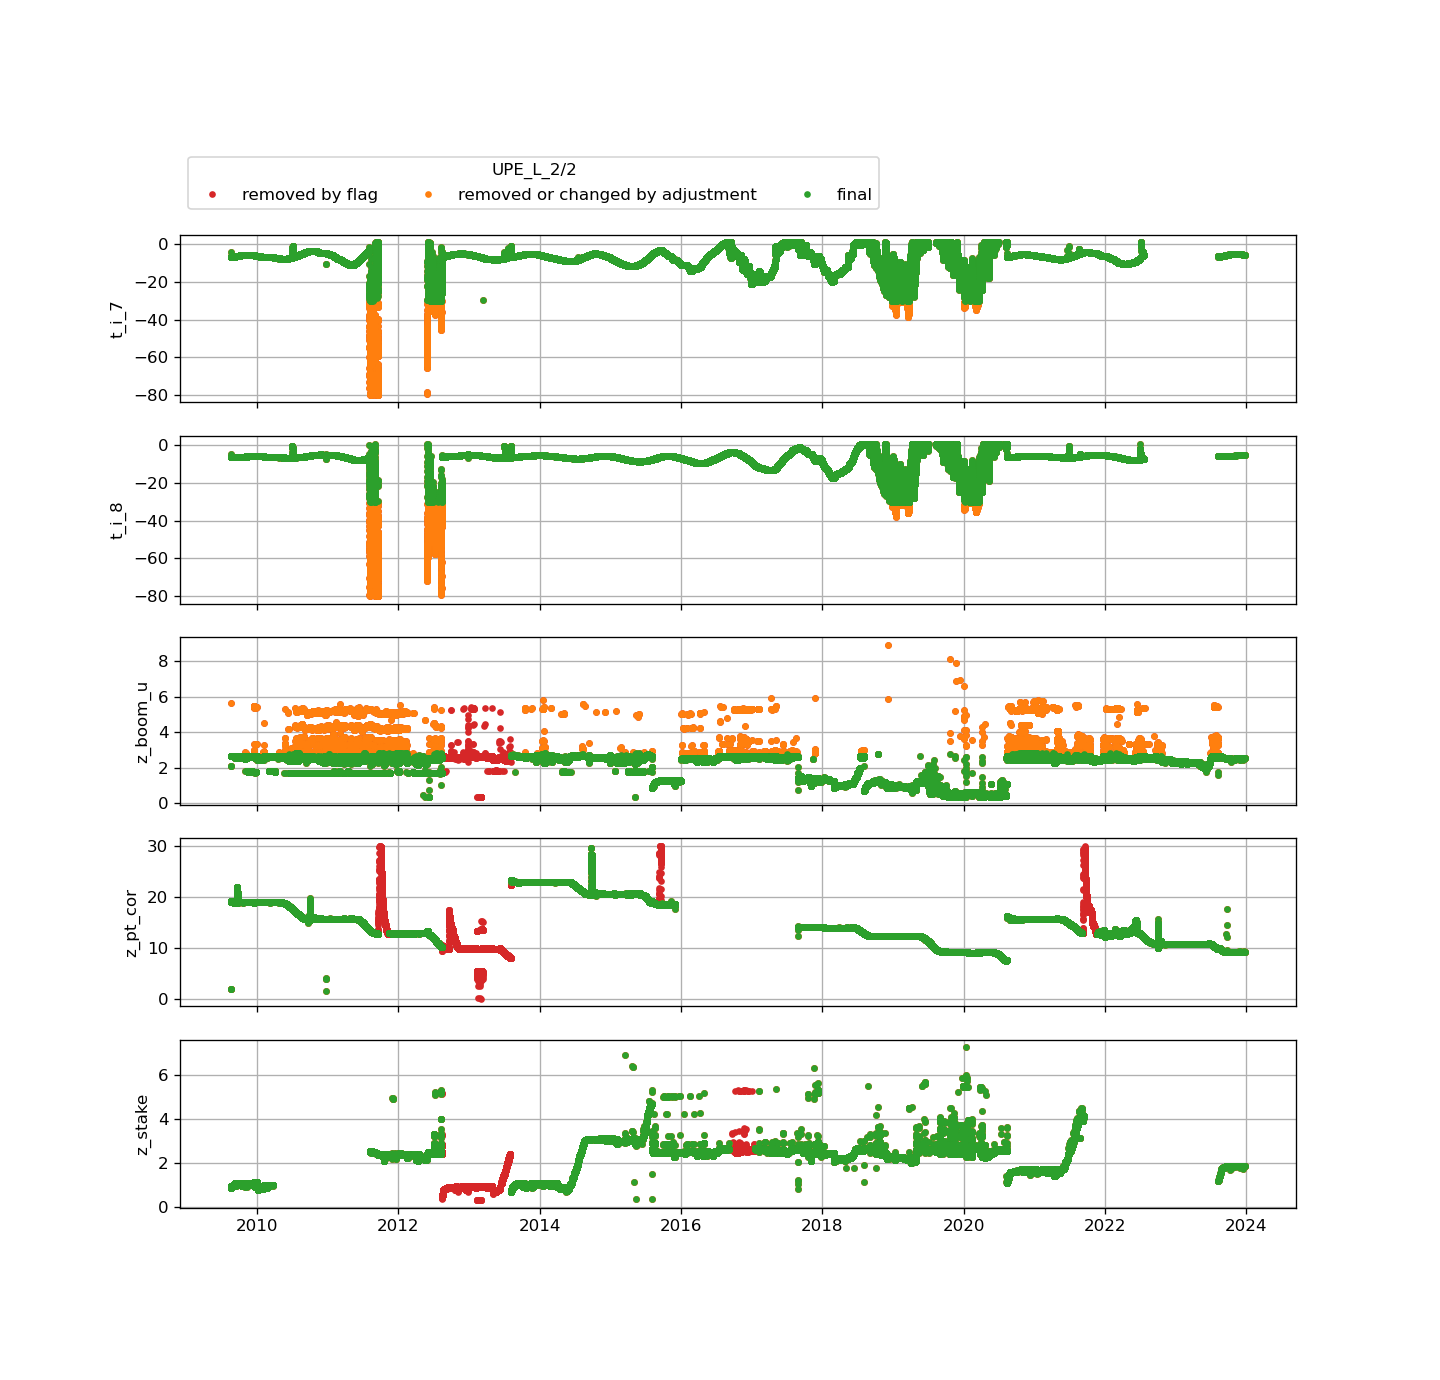 UPE_L_2/2
removed by flag removed or changed by adjustment final
0
−20
−40
−60
−80
t_i_7
0
−20
−40
−60
−80
t_i_8
8
6
4
2
0
z_boom_u
30
20
10
0
z_pt_cor
6
4
2
0
z_stake
2010 2012 2014 2016 2018 2020 2022 2024